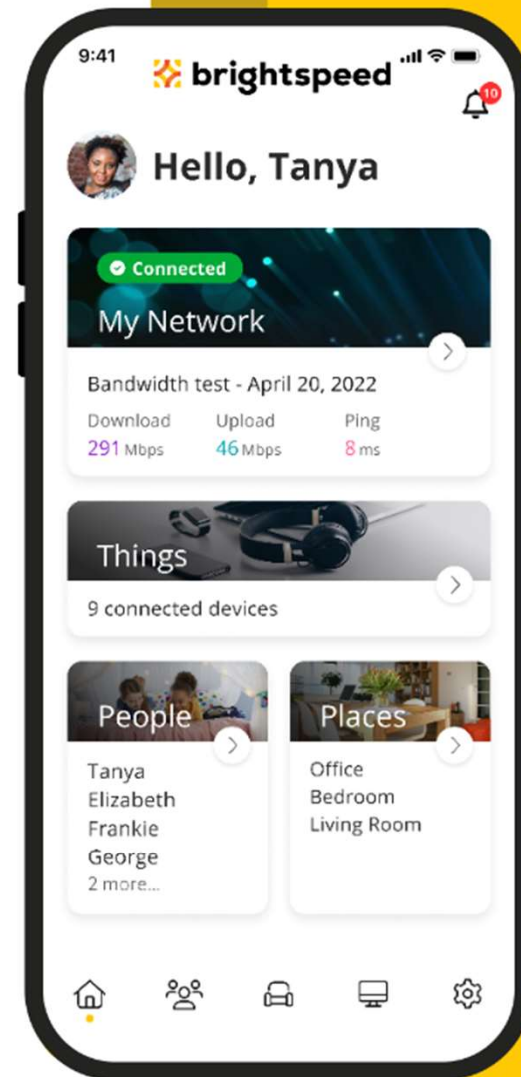 9:41
brightspeed
10
Hello, Tanya
Connected
My Network
Bandwidth test - April 20, 2022
Download Upload Ping
291 Mbps 46 Mbps 8 ms
Things
9 connected devices
People
Tanya
Elizabeth
Frankie
George
2 more...
Places
Office
Bedroom
Living Room